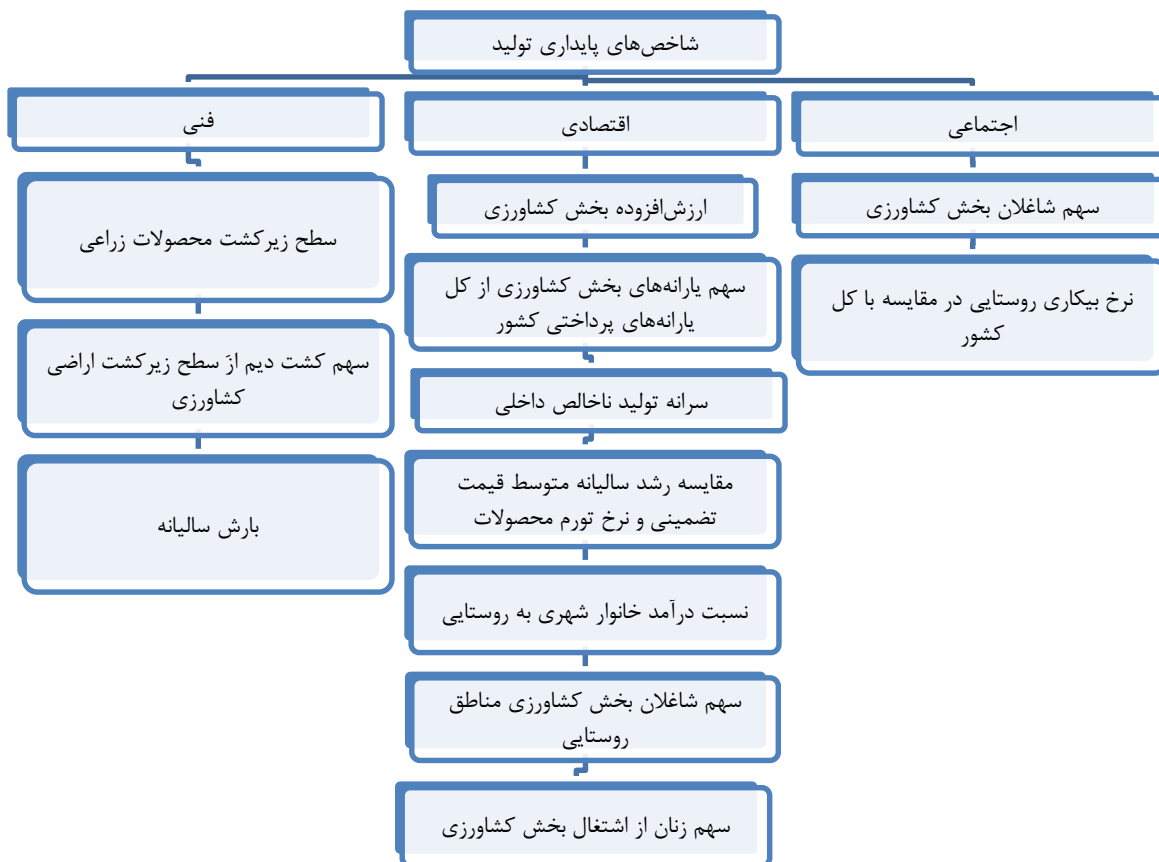 شاخص‌های پایداری تولید
اجتماعی
سهم شاغلان بخش کشاورزی
نرخ بیکاری روستایی در مقایسه با کل
کشور
اقتصادی
ارزش‌افزوده بخش کشاورزی
سهم یارانه‌های بخش کشاورزی از کل
یارانه‌های پرداختی کشور
سرانه تولید ناخالص داخلی
مقایسه رشد سالیانه متوسط قیمت
تضمینی و نرخ تورم محصولات
نسبت درآمد خانوار شهری به روستایی
سهم شاغلان بخش کشاورزی مناطق
روستایی
سهم زنان از اشتغال بخش کشاورزی
فنی
سطح زیرکشت محصولات زراعی
سهم کشت دیم ازَ سطح زیرکشت اراضی
کشاورزی
بارش سالیانه